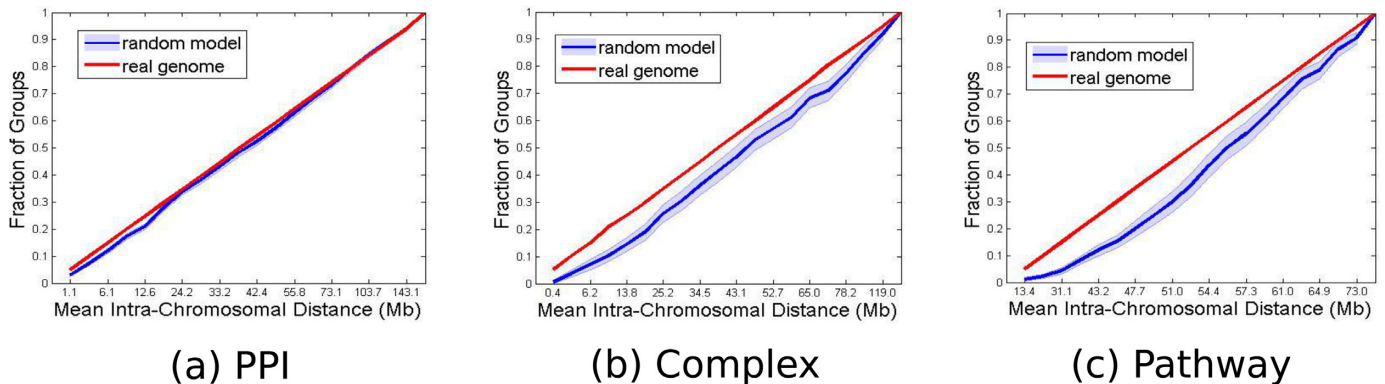 1
0.9
0.8
0.7
0.6
0.5
0.4
0.3
0.2
0.1
0
Fraction of Groups
random model
real genome
1.1 6.1 12.6 24.2 33.2 42.4 55.8 73.1 103.7 143.1
Mean Intra-Chromosomal Distance (Mb)
(a) PPI
1
0.9
0.8
0.7
0.6
0.5
0.4
0.3
0.2
0.1
0
Fraction of Groups
random model
real genome
0.4 6.2 13.8 25.2 34.5 43.1 52.7 65.0 78.2 119.0
Mean Intra-Chromosomal Distance (Mb)
(b) Complex
1
0.9
0.8
0.7
0.6
0.5
0.4
0.3
0.2
0.1
0
Fraction of Groups
random model
real genome
13.4 31.1 43.2 47.7 51.0 54.4 57.3 61.0 64.9 73.0
Mean Intra-Chromosomal Distance (Mb)
(c) Pathway